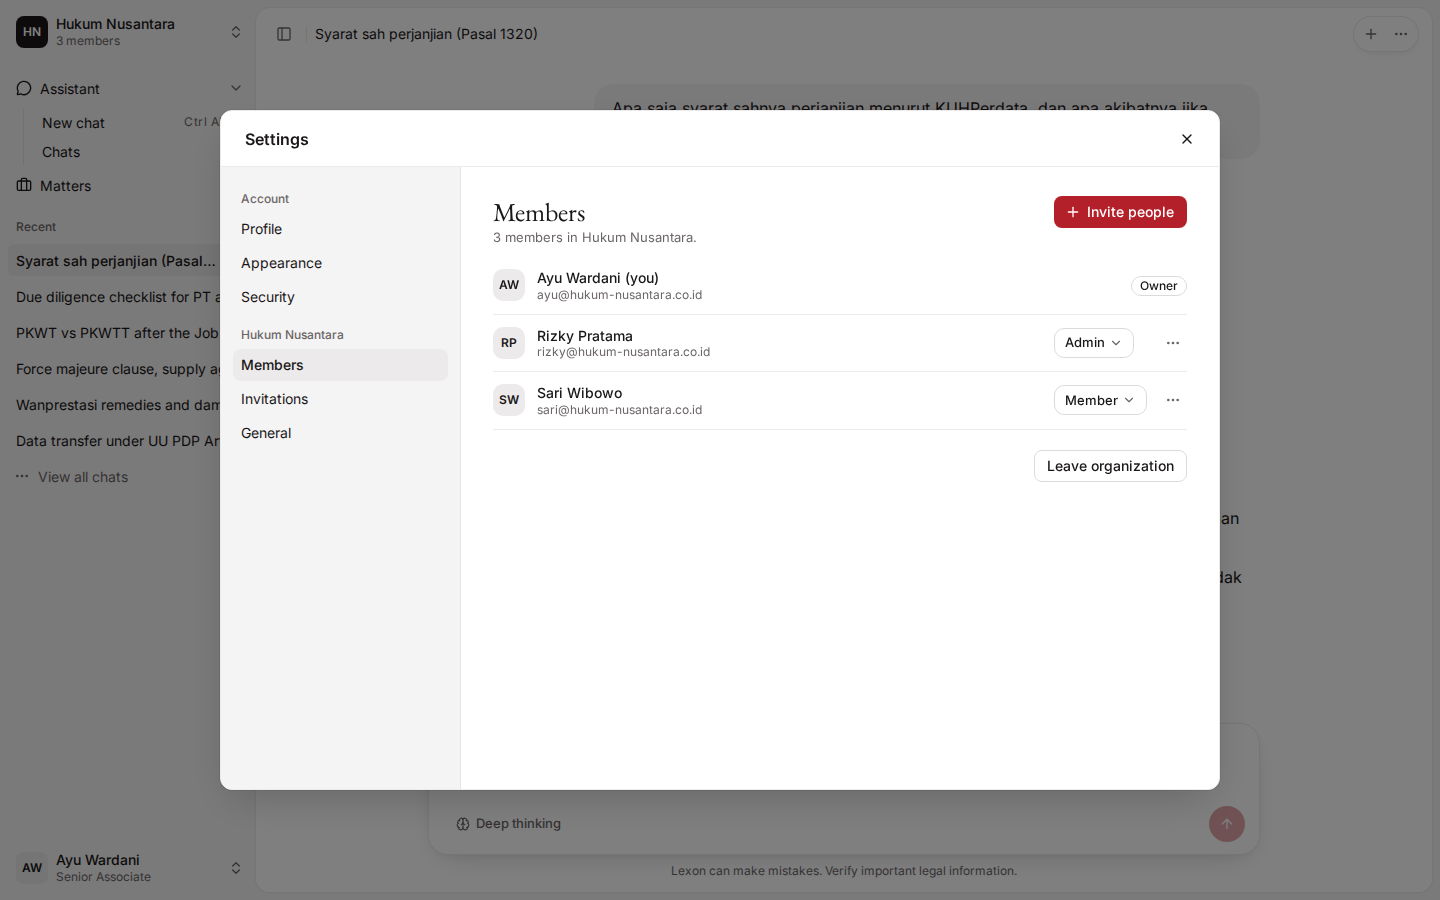 HN
Hukum Nusantara
3 members
Assistant
New chat
Ctrl A
Chats
Matters
Recent
Syarat sah perjanjian (Pasal...
Due diligence checklist for PT a
PKWT vs PKWTT after the Job
Force majeure clause, supply ag
Wanprestasi remedies and dam
Data transfer under UU PDP Ar
View all chats
AW
Ayu Wardani
Senior Associate
Syarat sah perjanjian (Pasal 1320)
Apa saja syarat sahnya perjanjian menurut KUHPerdata, dan apa akibatnya jika
Settings
Account
Profile
Appearance
Security
Hukum Nusantara
Members
Invitations
General
Members
3 members in Hukum Nusantara.
Invite people
AW
Ayu Wardani (you)
ayu@hukum-nusantara.co.id
Owner
RP
Rizky Pratama
rizky@hukum-nusantara.co.id
Admin
SW
Sari Wibowo
sari@hukum-nusantara.co.id
Member
Leave organization
an
dak
Deep thinking
Lexon can make mistakes. Verify important legal information.